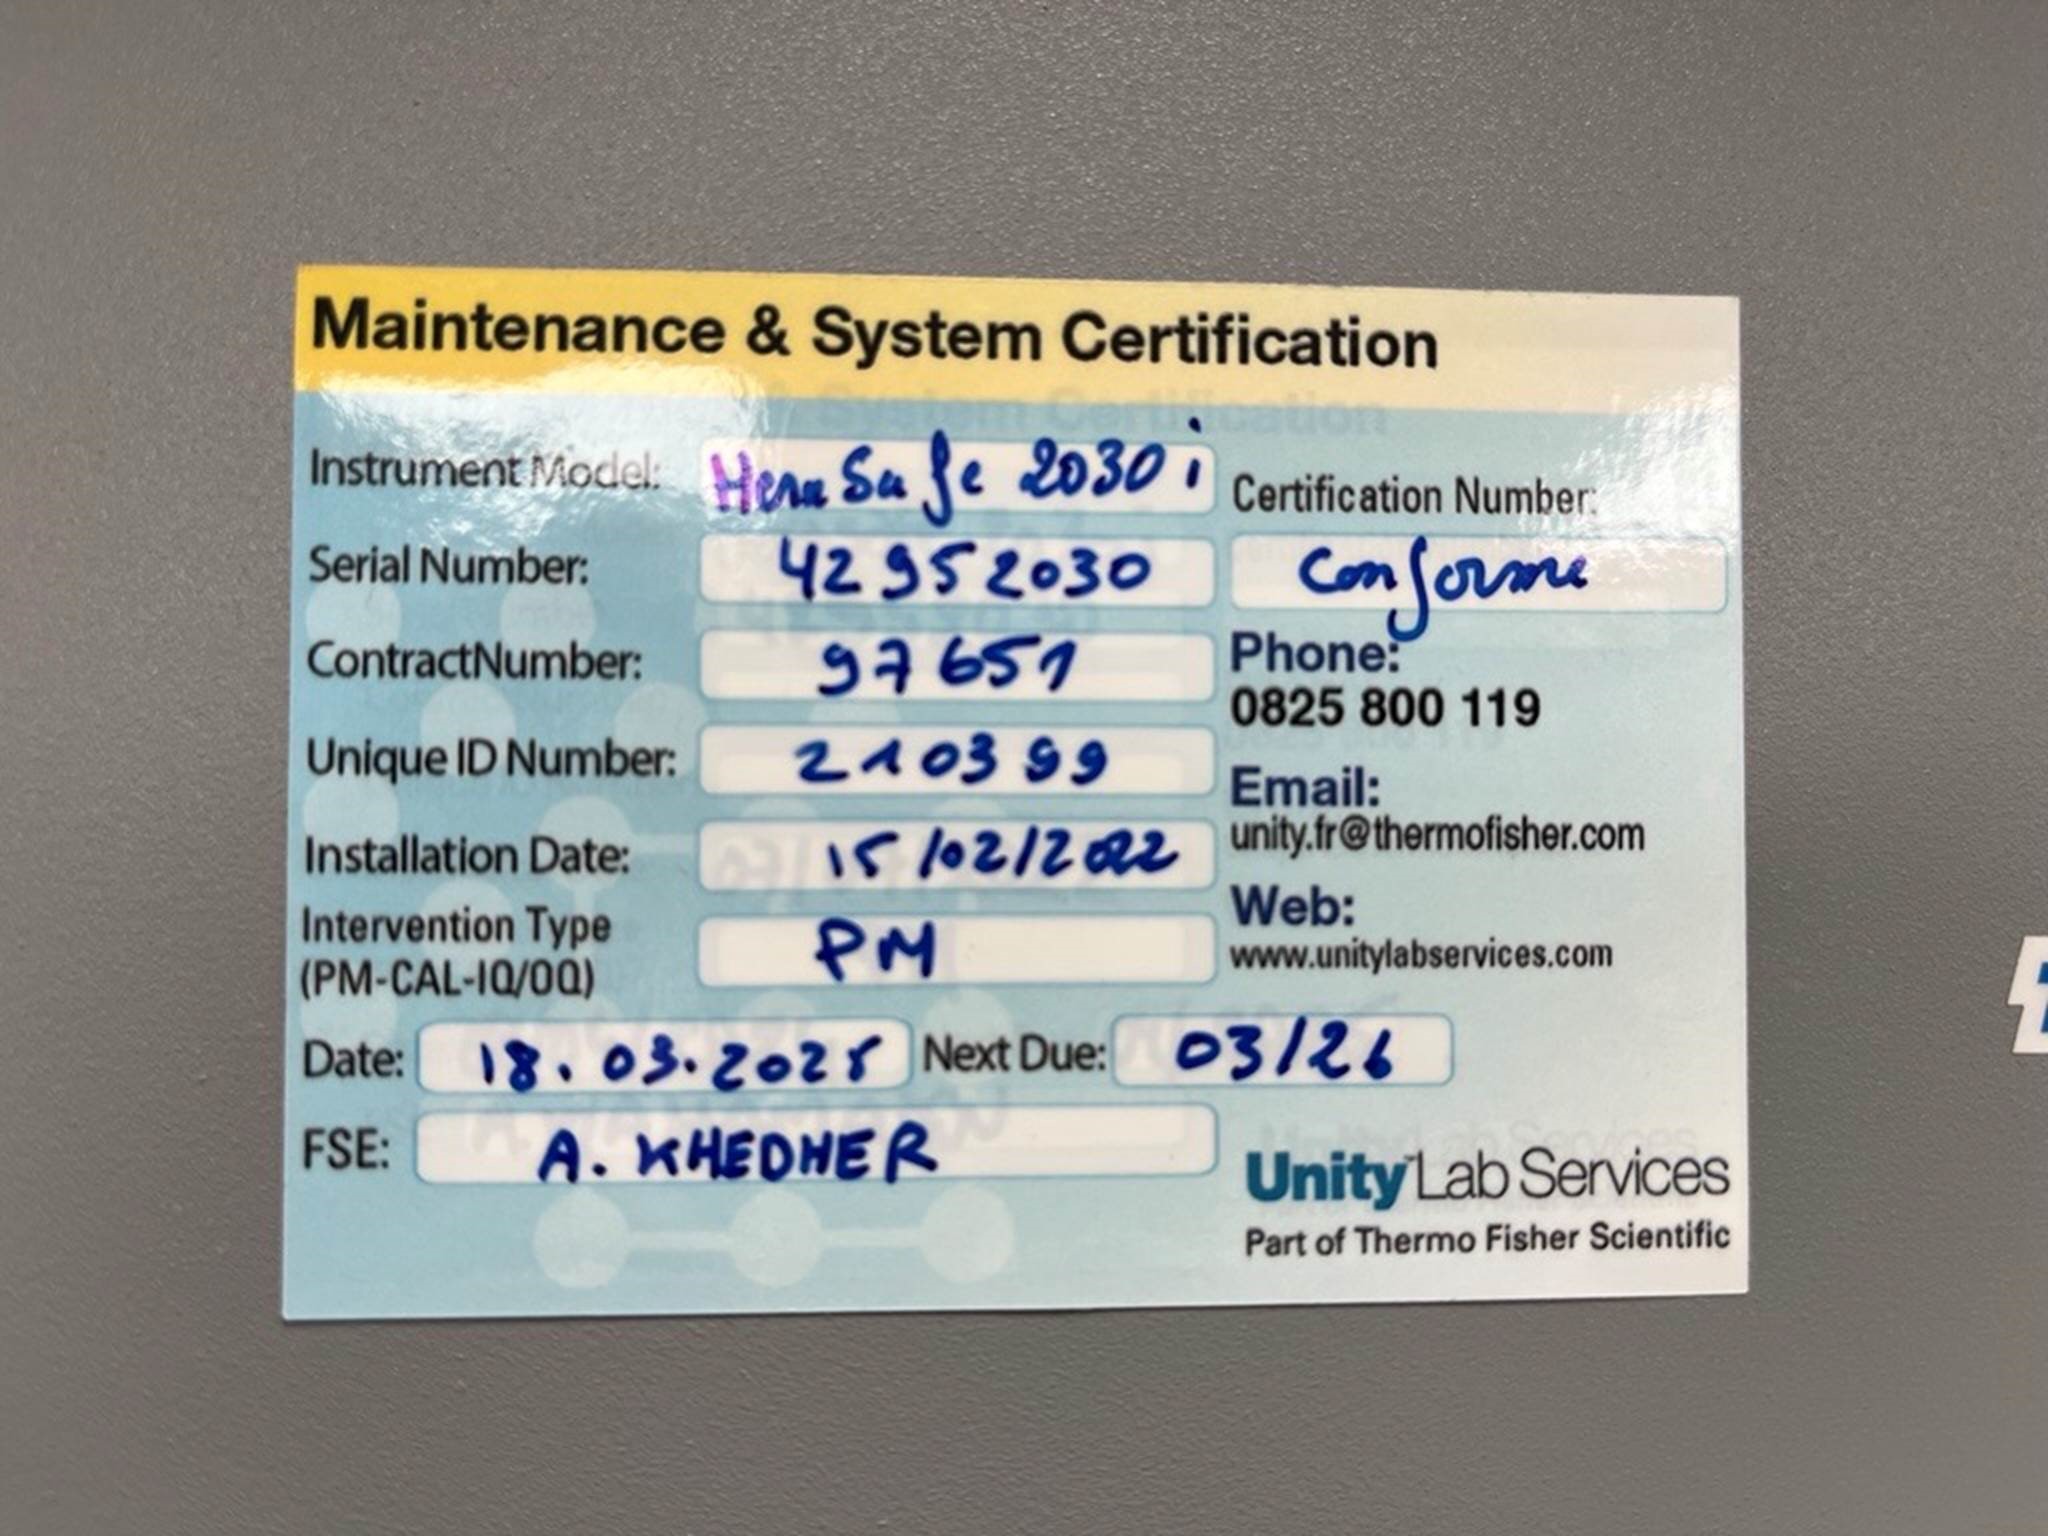 Maintenance & System Certification
Instrument Model: HeraSafe 2030i
Certification Number:
Serial Number: 42952030
Conforme
ContractNumber: 97651
Phone:
0825 800 119
Unique ID Number: 210399
Email:
unity.fr@thermofisher.com
Installation Date: 15/02/2022
Web:
www.unitylabservices.com
Intervention Type
(PM-CAL-IQ/OQ) PM
Date: 18.03.2025 Next Due: 03/26
FSE: A. KHEDHER
Unity™ Lab Services
Part of Thermo Fisher Scientific